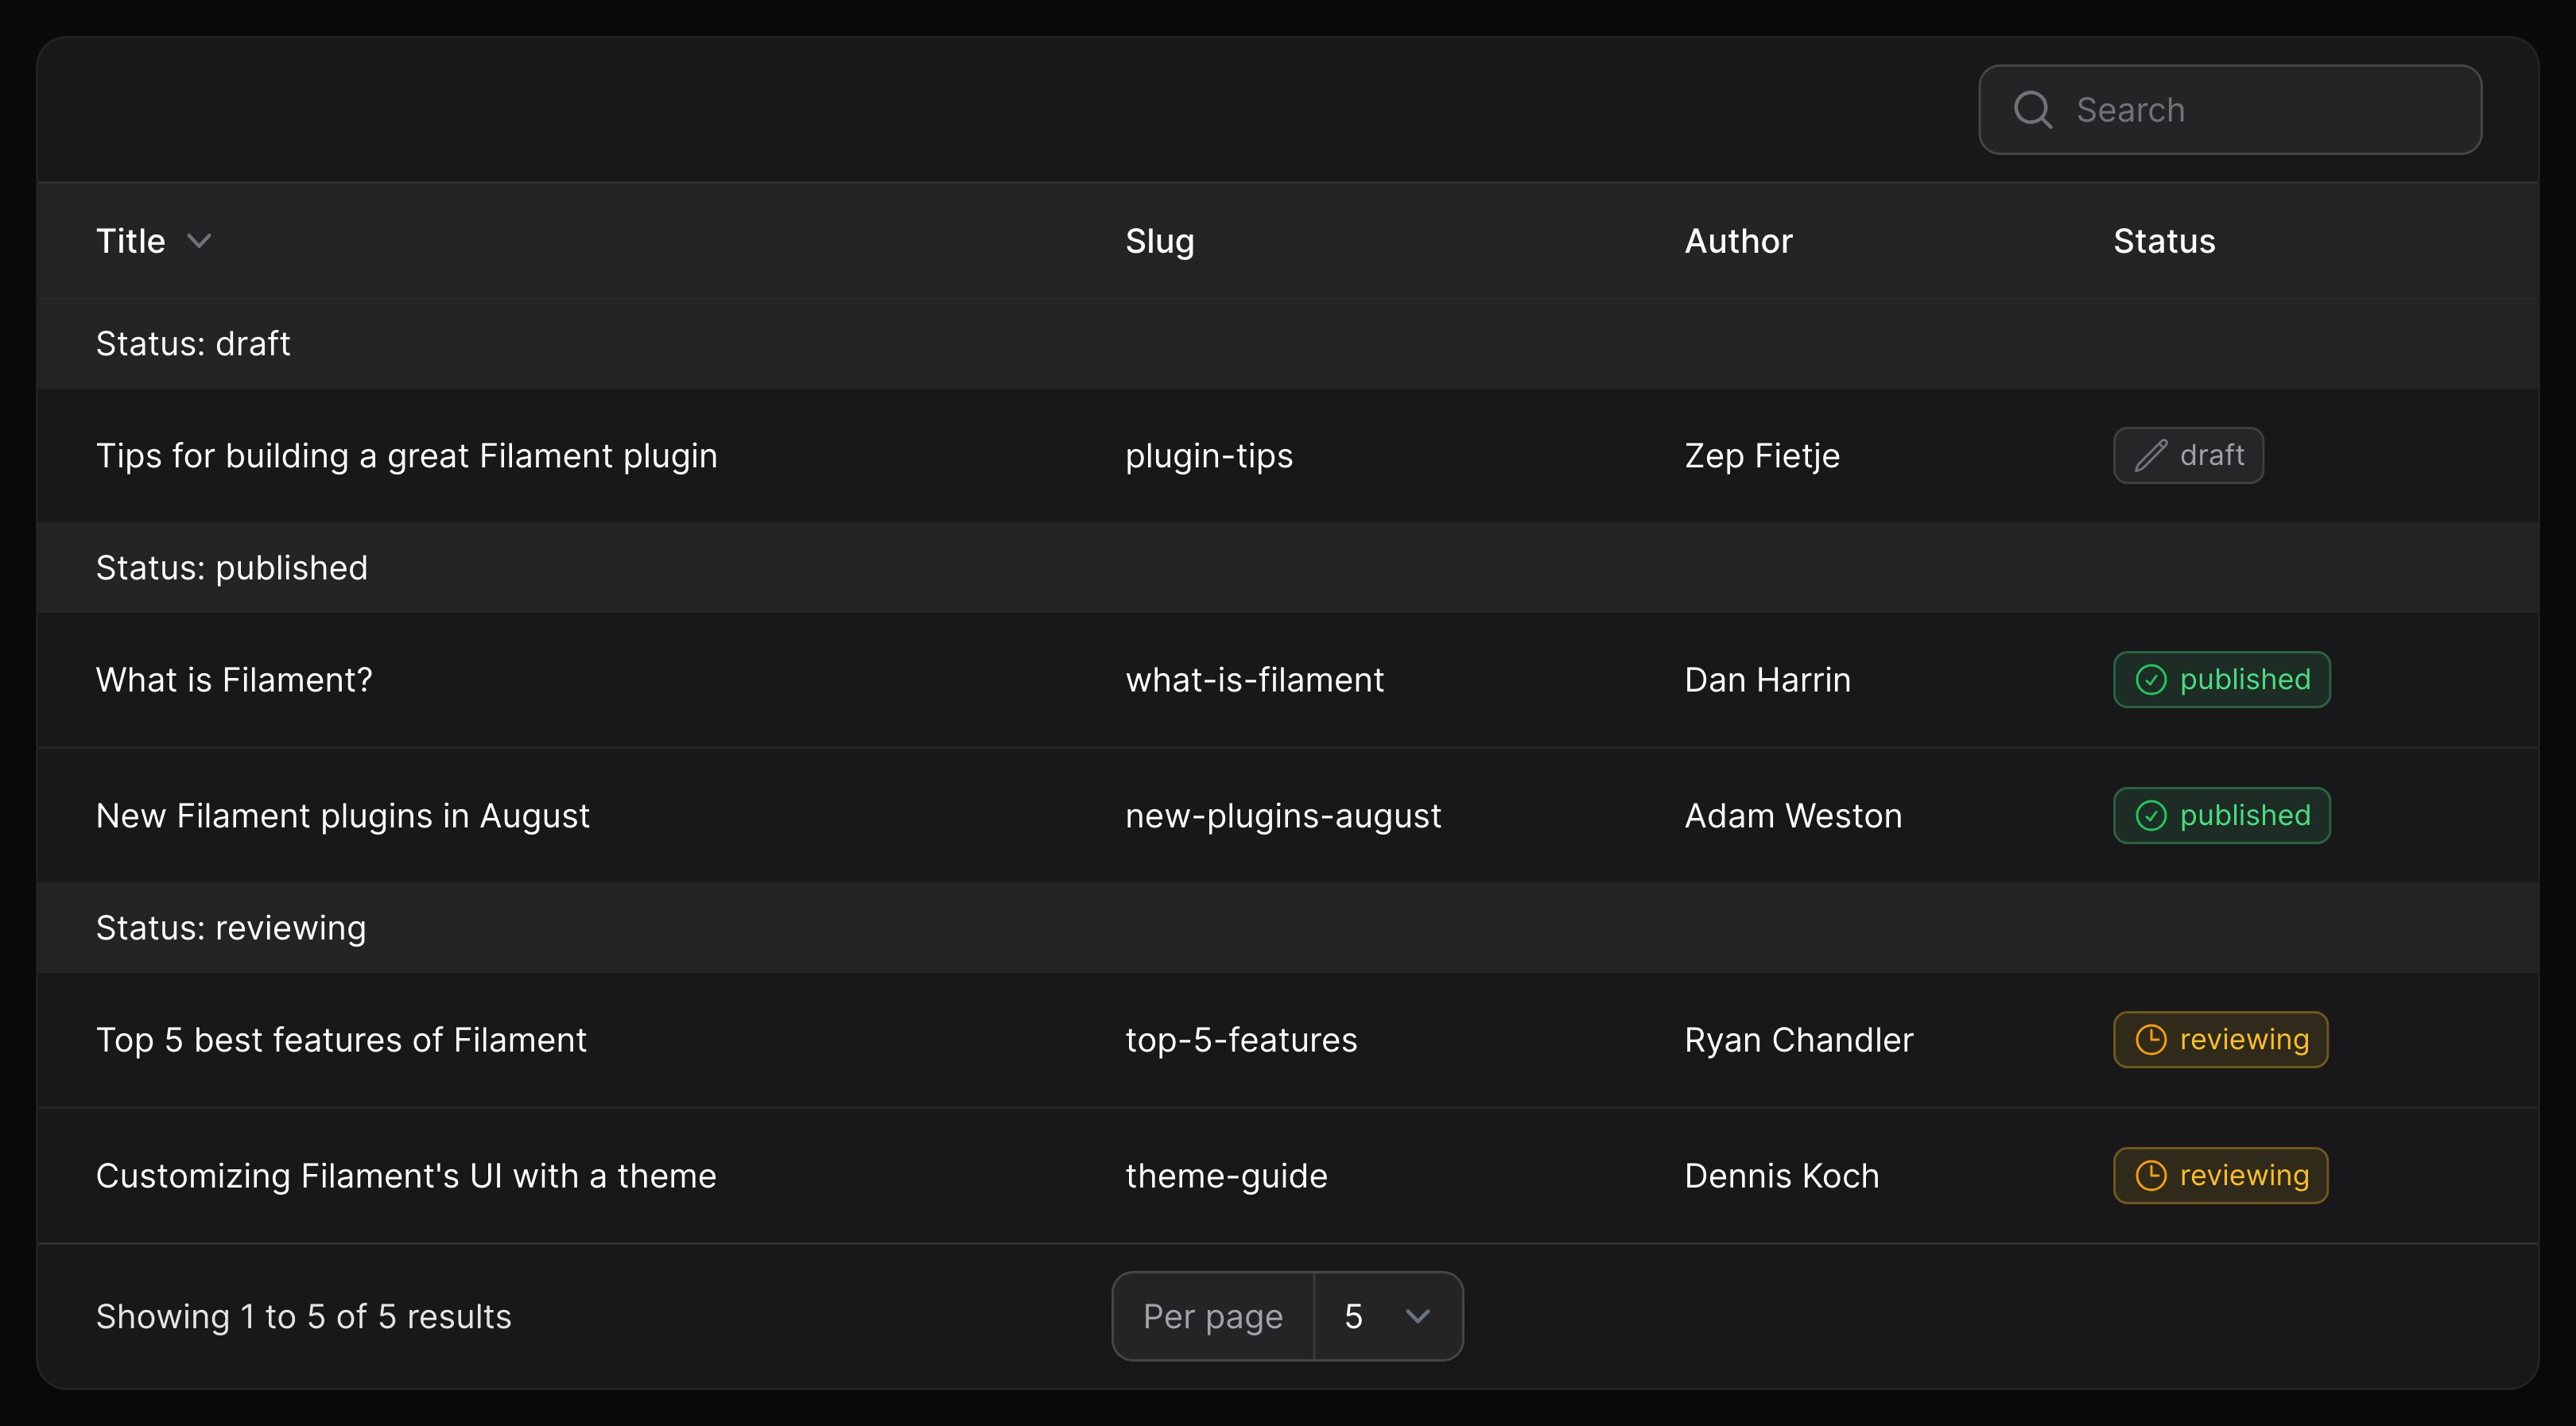 Search
Title Slug Author Status
Status: draft
Tips for building a great Filament plugin plugin-tips Zep Fietje draft
Status: published
What is Filament? what-is-filament Dan Harrin published
New Filament plugins in August new-plugins-august Adam Weston published
Status: reviewing
Top 5 best features of Filament top-5-features Ryan Chandler reviewing
Customizing Filament's UI with a theme theme-guide Dennis Koch reviewing
Showing 1 to 5 of 5 results Per page 5